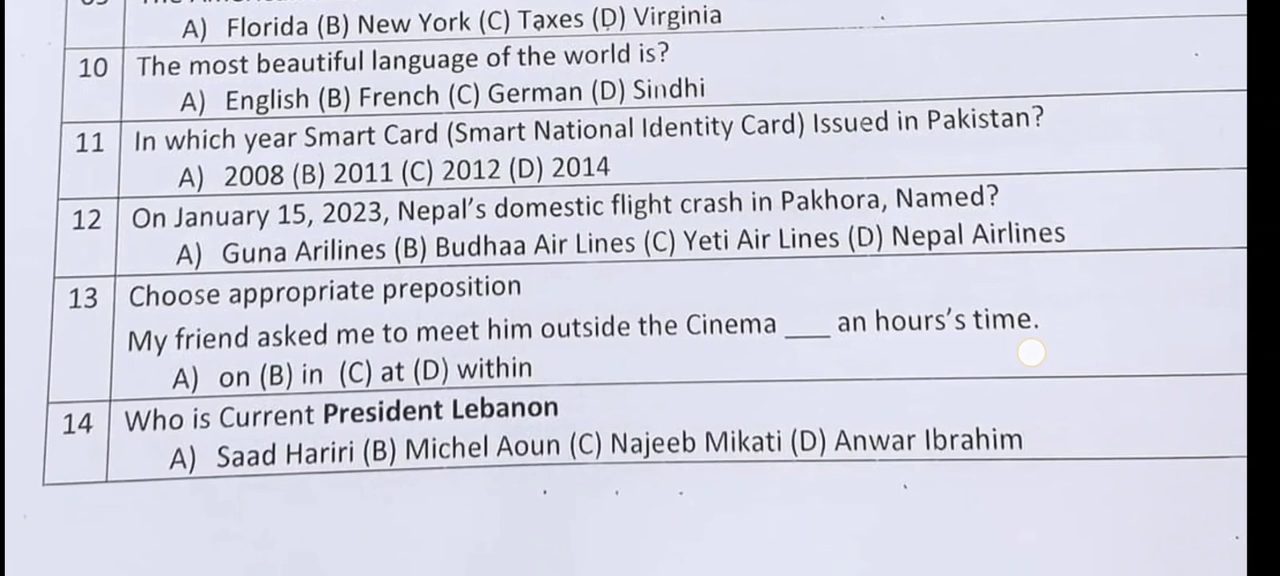 A) Florida (B) New York (C) Taxes (D) Virginia
10 The most beautiful language of the world is?
A) English (B) French (C) German (D) Sindhi
11 In which year Smart Card (Smart National Identity Card) Issued in Pakistan?
A) 2008 (B) 2011 (C) 2012 (D) 2014
12 On January 15, 2023, Nepal's domestic flight crash in Pakhora, Named?
A) Guna Arilines (B) Budhaa Air Lines (C) Yeti Air Lines (D) Nepal Airlines
13 Choose appropriate preposition
My friend asked me to meet him outside the Cinema ___ an hours's time.
A) on (B) in (C) at (D) within
14 Who is Current President Lebanon
A) Saad Hariri (B) Michel Aoun (C) Najeeb Mikati (D) Anwar Ibrahim